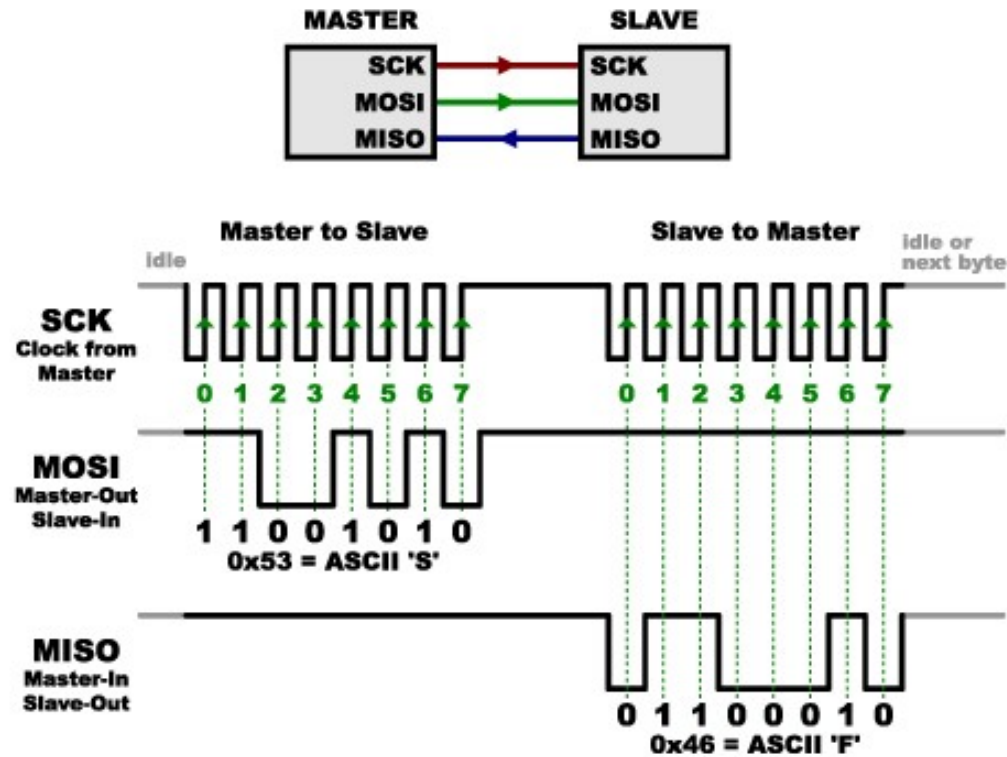 MASTER SLAVE
SCK SCK
MOSI MOSI
MISO MISO
Master to Slave Slave to Master
idle idle or
next byte
SCK
Clock from
Master
0 1 2 3 4 5 6 7 0 1 2 3 4 5 6 7
MOSI
Master-Out
Slave-In
1 1 0 0 1 0 1 0
0x53 = ASCII 'S'
MISO
Master-In
Slave-Out
0 1 1 0 0 0 1 0
0x46 = ASCII 'F'